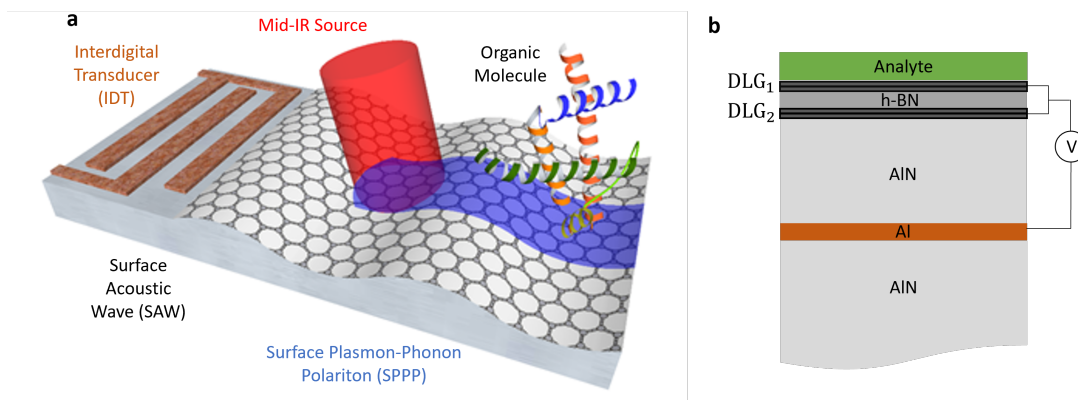 a
Mid-IR Source
Interdigital
Transducer
(IDT)
Organic
Molecule
Surface
Acoustic
Wave (SAW)
Surface Plasmon-Phonon
Polariton (SPPP)
b
Analyte
DLG₁
h-BN
DLG₂
AlN
V
Al
AlN